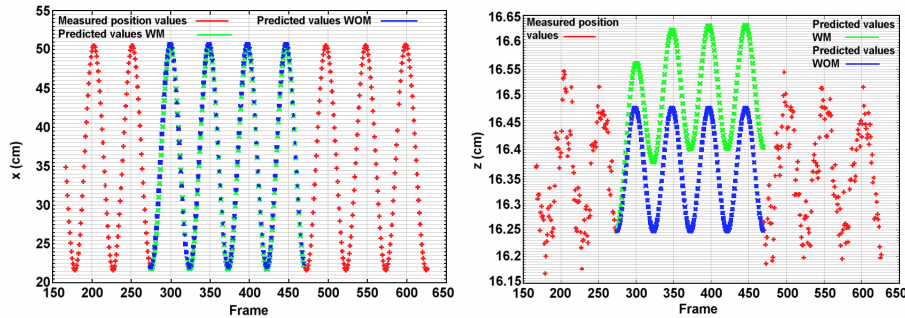 55
50
45
40
35
30
25
20
x (cm)
Measured position values
Predicted values WM
Predicted values WOM
150 200 250 300 350 400 450 500 550 600 650
Frame
16.65
16.6
16.55
16.5
16.45
16.4
16.35
16.3
16.25
16.2
16.15
z (cm)
Measured position
values
Predicted values
WM
Predicted values
WOM
150 200 250 300 350 400 450 500 550 600 650
Frame